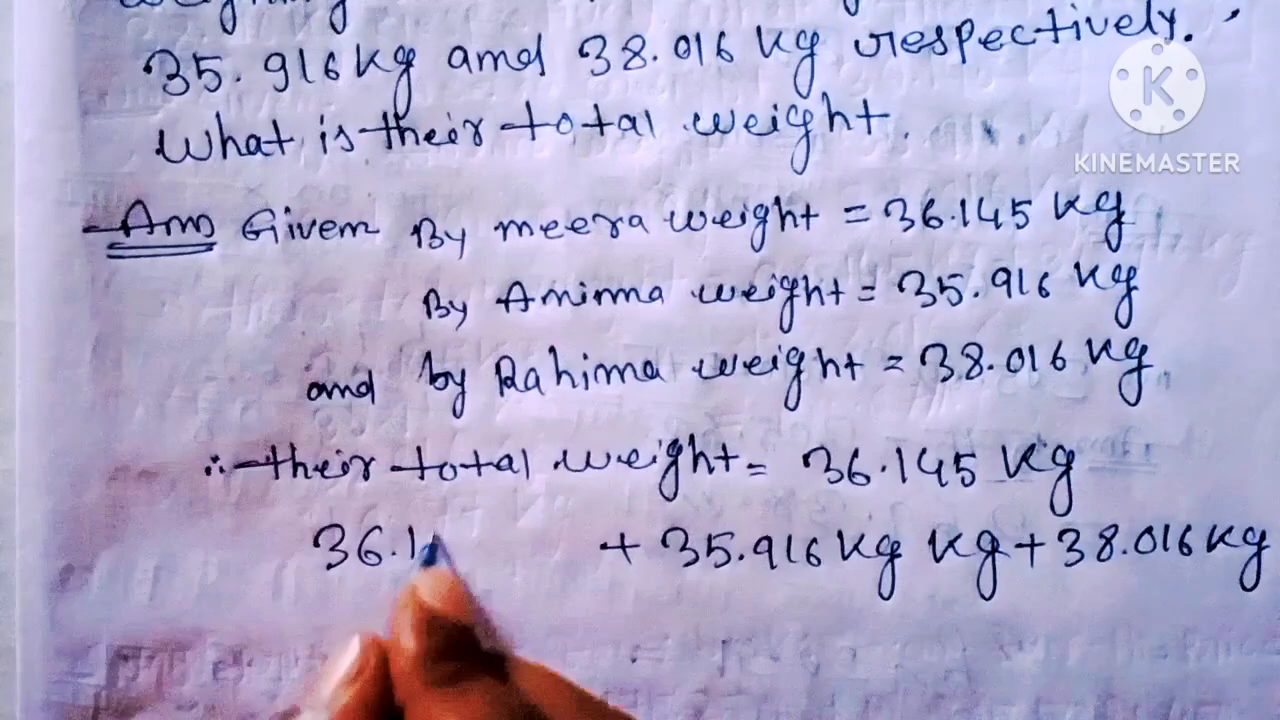 35.916 kg and 38.016 kg respectively.
What is their total weight.
K
KINEMASTER
Ans Given By meera weight = 36.145 kg
By Amina weight = 35.916 kg
and by Rahima weight = 38.016 kg
∴ their total weight = 36.145 kg
36.1 + 35.916 kg kg + 38.016 kg